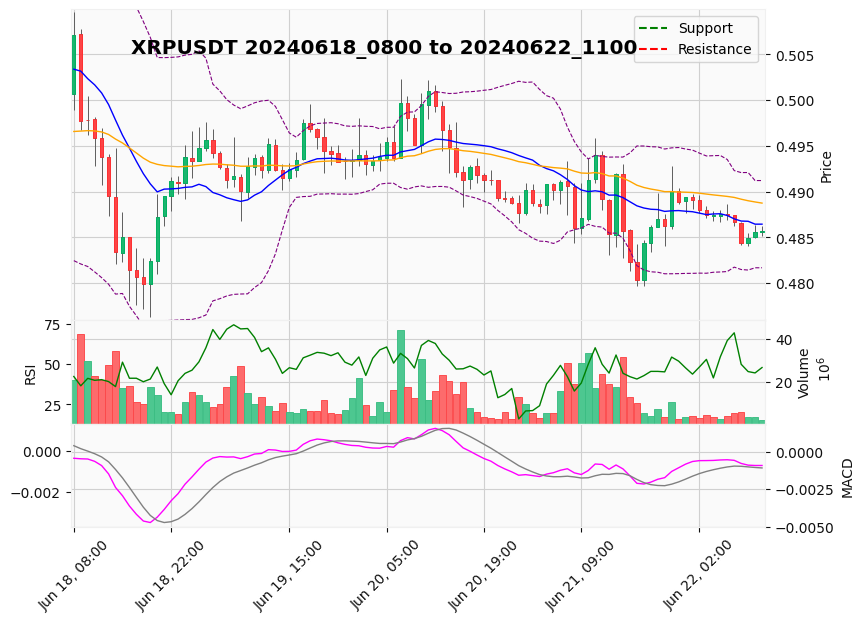 XRPUSDT 20240618_0800 to 20240622_1100
Support
Resistance
0.505
0.500
0.495
0.490
0.485
0.480
Price
75
50
25
RSI
40
20
Volume
10^6
0.000
−0.002
0.0000
−0.0025
−0.0050
MACD
Jun 18, 08:00
Jun 18, 22:00
Jun 19, 15:00
Jun 20, 05:00
Jun 20, 19:00
Jun 21, 09:00
Jun 22, 02:00